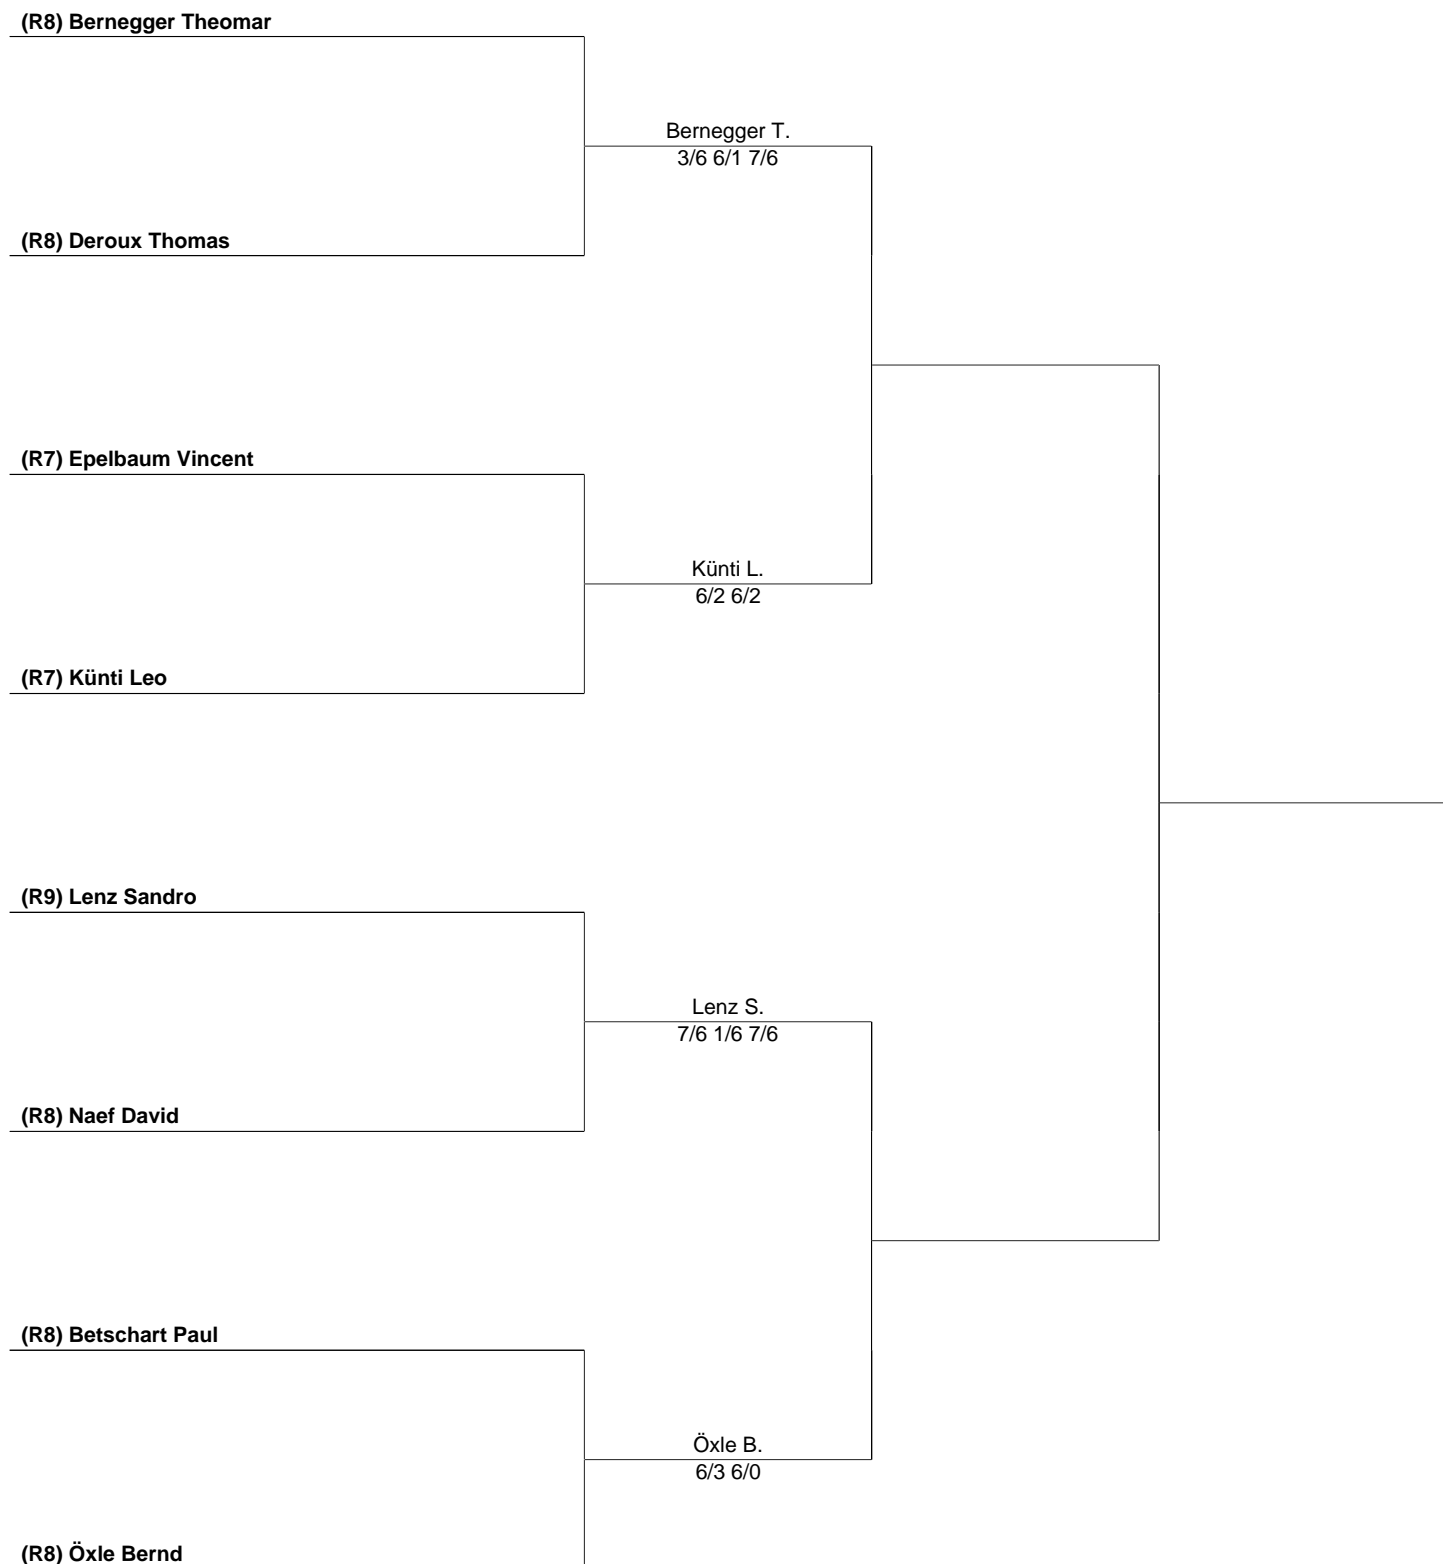 (R8) Bernegger Theomar
Bernegger T.
3/6 6/1 7/6
(R8) Deroux Thomas
(R7) Epelbaum Vincent
Künti L.
6/2 6/2
(R7) Künti Leo
(R9) Lenz Sandro
Lenz S.
7/6 1/6 7/6
(R8) Naef David
(R8) Betschart Paul
Öxle B.
6/3 6/0
(R8) Öxle Bernd